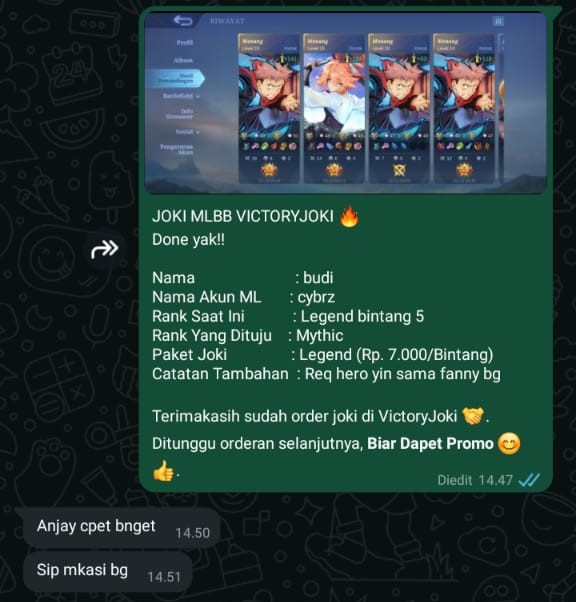 RIWAYAT
Profil
Album
Hasil
Pertandingan
Battlefield
Info
Streamer
Sosial
Pengaturan
Akun
Menang
Menang
Menang
Menang
JOKI MLBB VICTORYJOKI 🔥
Done yak!!
Nama : budi
Nama Akun ML : cybrz
Rank Saat Ini : Legend bintang 5
Rank Yang Dituju : Mythic
Paket Joki : Legend (Rp. 7.000/Bintang)
Catatan Tambahan : Req hero yin sama fanny bg
Terimakasih sudah order joki di VictoryJoki 🤝.
Ditunggu orderan selanjutnya, Biar Dapet Promo 😊
👍.
Diedit 14.47
Anjay cpet bnget 14.50
Sip mkasi bg 14.51